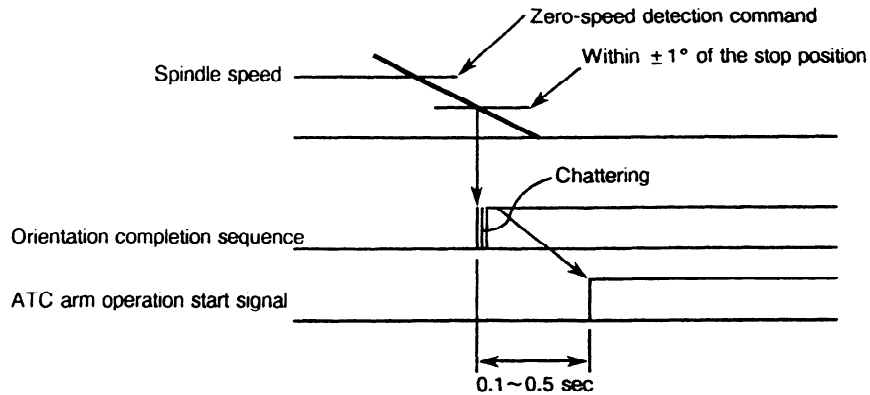 Zero-speed detection command
Within ±1° of the stop position
Spindle speed
Chattering
Orientation completion sequence
ATC arm operation start signal
0.1~0.5 sec